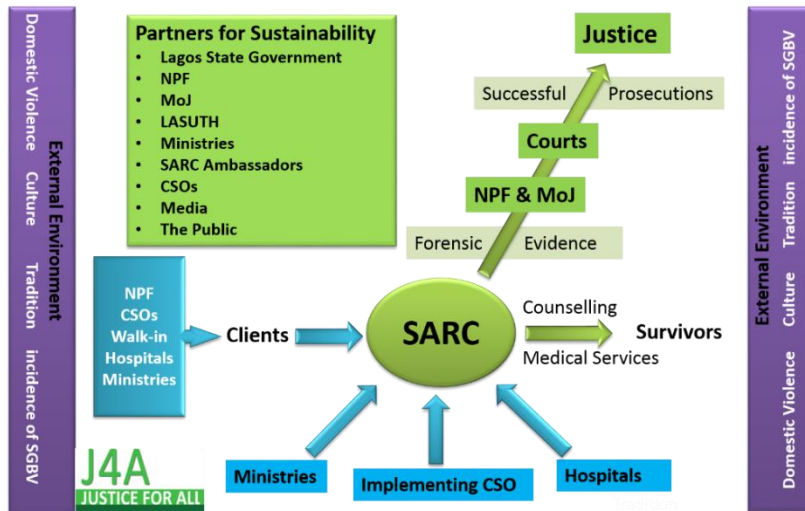 Domestic Violence Culture Tradition incidence of SGBV
External Environment
Partners for Sustainability
• Lagos State Government
• NPF
• MoJ
• LASUTH
• Ministries
• SARC Ambassadors
• CSOs
• Media
• The Public
Justice
Successful Prosecutions
Courts
NPF & MoJ
Forensic Evidence
NPF
CSOs
Walk-in
Hospitals
Ministries
Clients
SARC
Counselling
Medical Services
Survivors
Ministries
Implementing CSO
Hospitals
J4A
JUSTICE FOR ALL
External Environment
Domestic Violence Culture Tradition incidence of SGBV